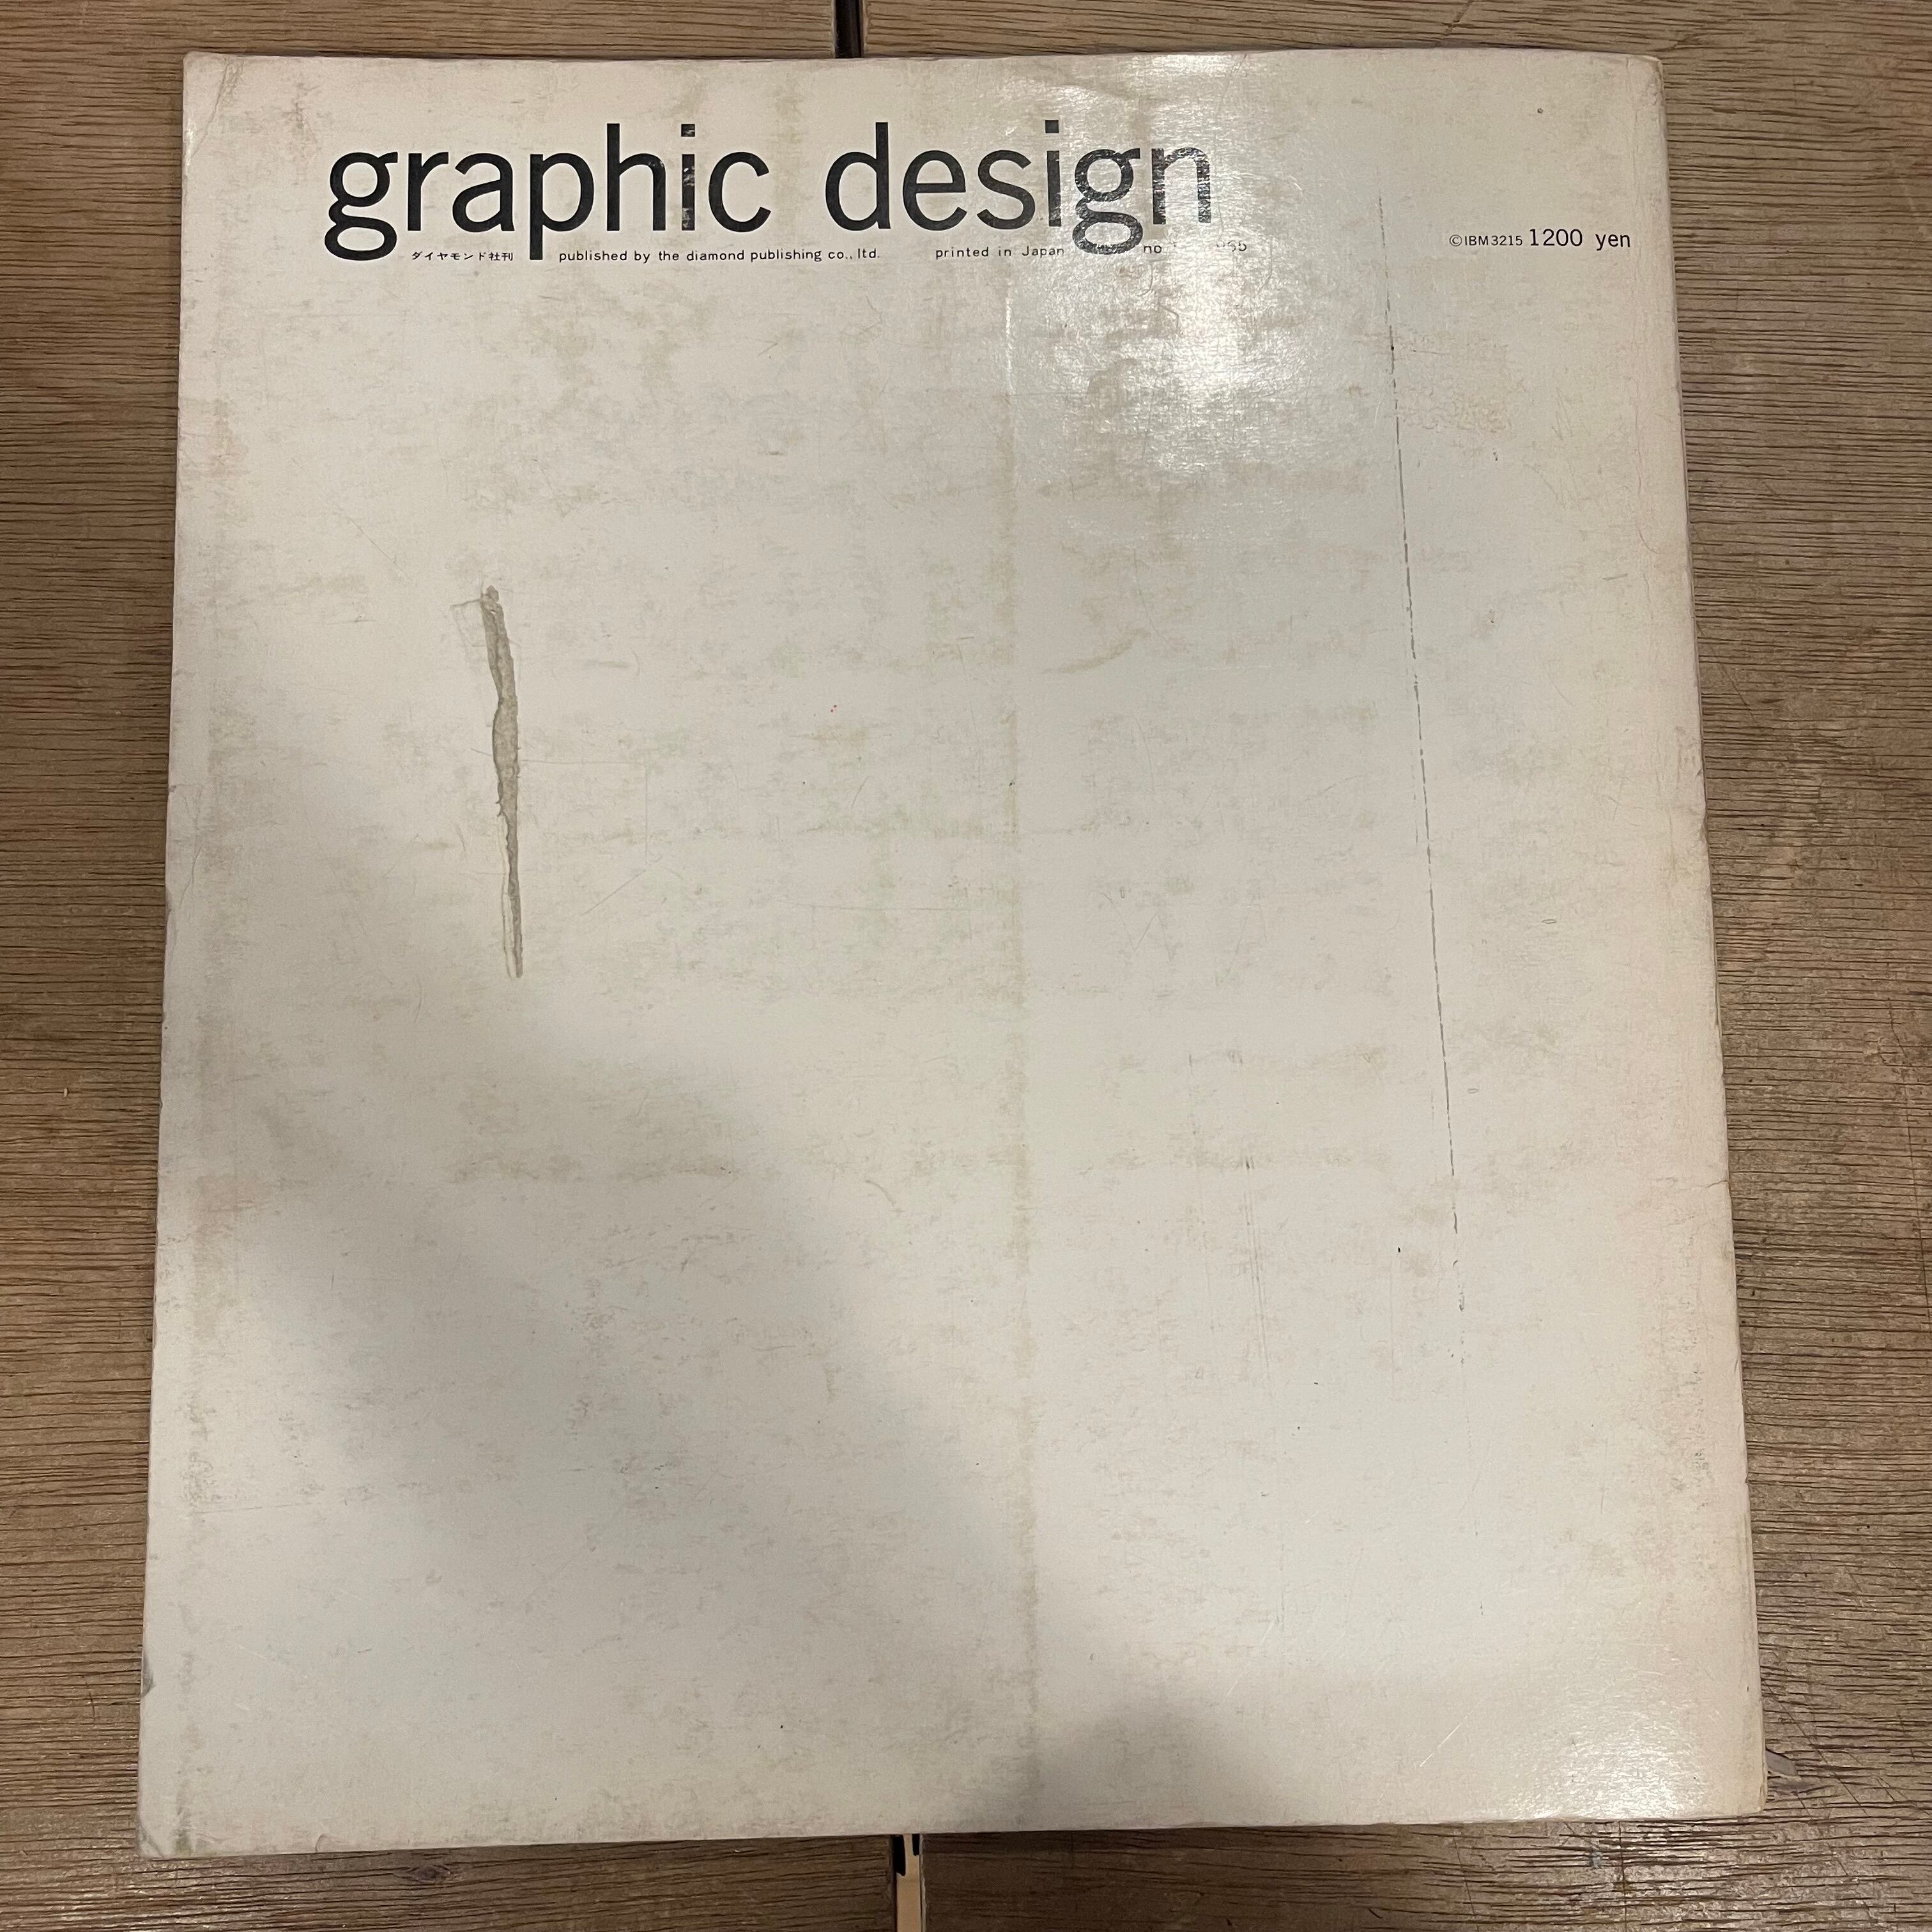 graphic design
ダイヤモンド社刊 published by the diamond publishing co., ltd. printed in Japan no
©IBM3215 1200 yen